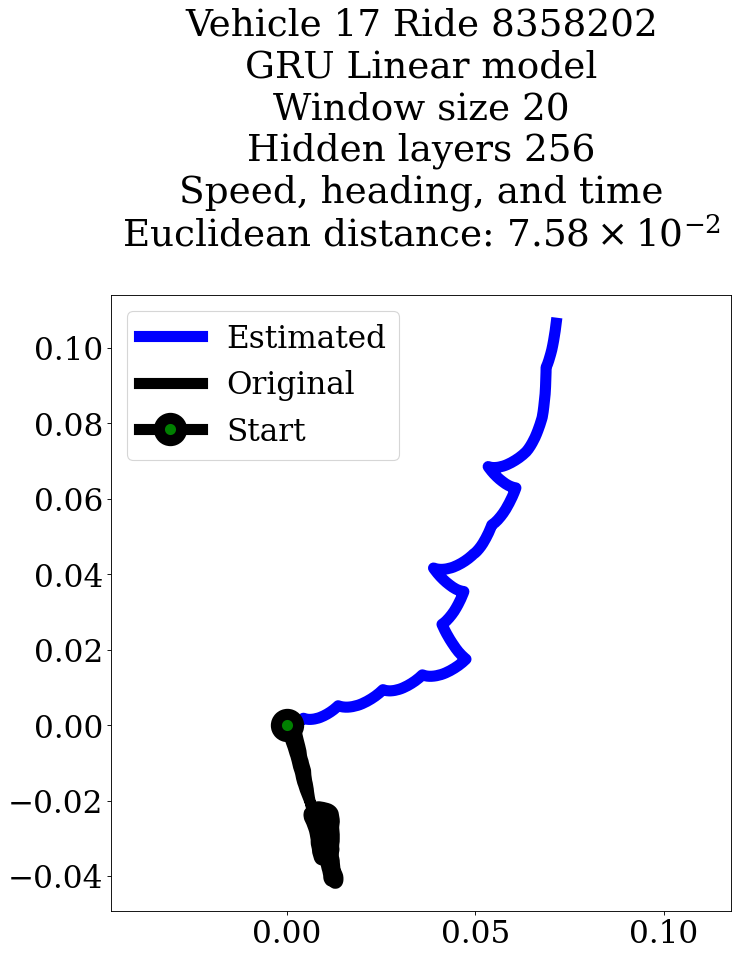 Vehicle 17 Ride 8358202
GRU Linear model
Window size 20
Hidden layers 256
Speed, heading, and time
Euclidean distance: 7.58 × 10⁻²
Estimated
Original
Start
0.10
0.08
0.06
0.04
0.02
0.00
−0.02
−0.04
0.00 0.05 0.10